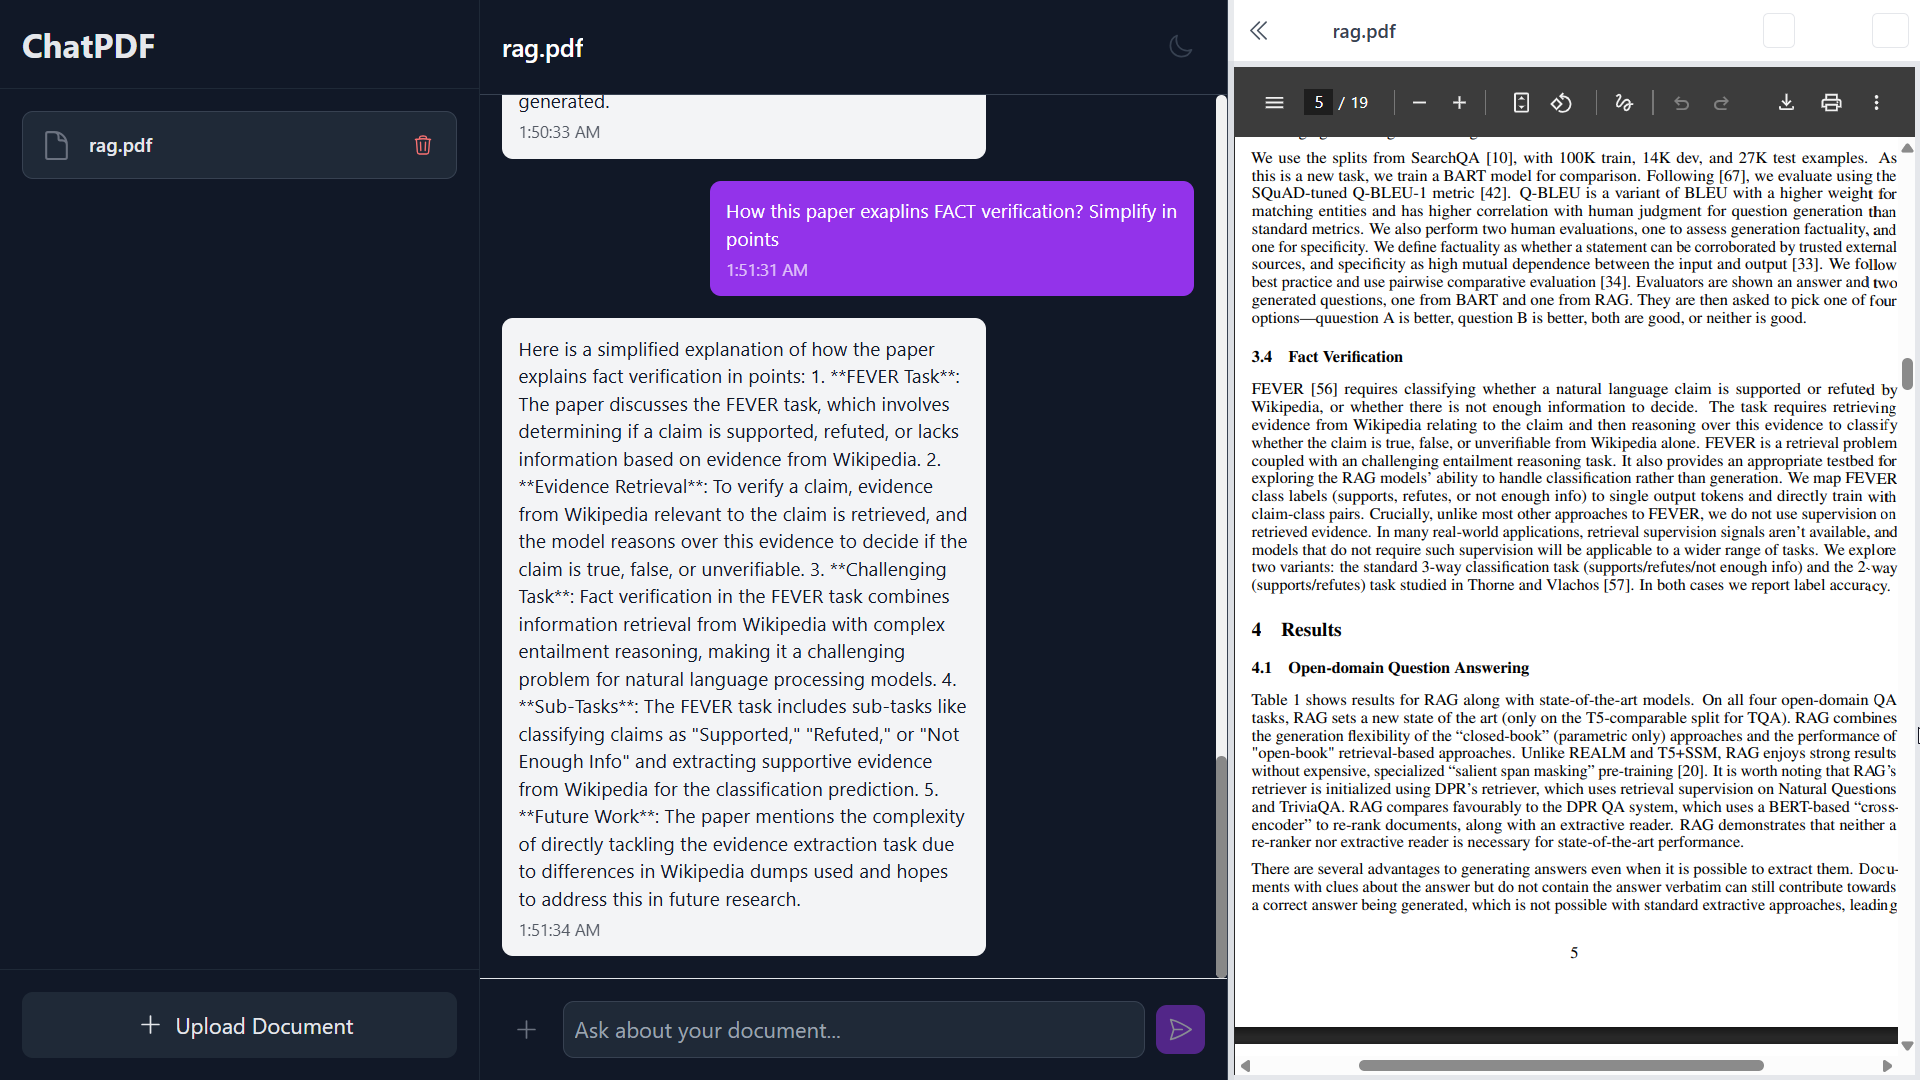 ChatPDF
rag.pdf
Upload Document
rag.pdf
generated.
1:50:33 AM
How this paper exaplins FACT verification? Simplify in
points
1:51:31 AM
Here is a simplified explanation of how the paper
explains fact verification in points: 1. **FEVER Task**:
The paper discusses the FEVER task, which involves
determining if a claim is supported, refuted, or lacks
information based on evidence from Wikipedia. 2.
**Evidence Retrieval**: To verify a claim, evidence
from Wikipedia relevant to the claim is retrieved, and
the model reasons over this evidence to decide if the
claim is true, false, or unverifiable. 3. **Challenging
Task**: Fact verification in the FEVER task combines
information retrieval from Wikipedia with complex
entailment reasoning, making it a challenging
problem for natural language processing models. 4.
**Sub-Tasks**: The FEVER task includes sub-tasks like
classifying claims as "Supported," "Refuted," or "Not
Enough Info" and extracting supportive evidence
from Wikipedia for the classification prediction. 5.
**Future Work**: The paper mentions the complexity
of directly tackling the evidence extraction task due
to differences in Wikipedia dumps used and hopes
to address this in future research.
1:51:34 AM
Ask about your document...
rag.pdf
5 / 19
We use the splits from SearchQA [10], with 100K train, 14K dev, and 27K test examples. As
this is a new task, we train a BART model for comparison. Following [67], we evaluate using the
SQuAD-tuned Q-BLEU-1 metric [42]. Q-BLEU is a variant of BLEU with a higher weight for
matching entities and has higher correlation with human judgment for question generation than
standard metrics. We also perform two human evaluations, one to assess generation factuality, and
one for specificity. We define factuality as whether a statement can be corroborated by trusted external
sources, and specificity as high mutual dependence between the input and output [33]. We follow
best practice and use pairwise comparative evaluation [34]. Evaluators are shown an answer and two
generated questions, one from BART and one from RAG. They are then asked to pick one of four
options—quuestion A is better, question B is better, both are good, or neither is good.
3.4 Fact Verification
FEVER [56] requires classifying whether a natural language claim is supported or refuted by
Wikipedia, or whether there is not enough information to decide. The task requires retrieving
evidence from Wikipedia relating to the claim and then reasoning over this evidence to classify
whether the claim is true, false, or unverifiable from Wikipedia alone. FEVER is a retrieval problem
coupled with an challenging entailment reasoning task. It also provides an appropriate testbed for
exploring the RAG models' ability to handle classification rather than generation. We map FEVER
class labels (supports, refutes, or not enough info) to single output tokens and directly train with
claim-class pairs. Crucially, unlike most other approaches to FEVER, we do not use supervision on
retrieved evidence. In many real-world applications, retrieval supervision signals aren't available, and
models that do not require such supervision will be applicable to a wider range of tasks. We explore
two variants: the standard 3-way classification task (supports/refutes/not enough info) and the 2-way
(supports/refutes) task studied in Thorne and Vlachos [57]. In both cases we report label accuracy.
4 Results
4.1 Open-domain Question Answering
Table 1 shows results for RAG along with state-of-the-art models. On all four open-domain QA
tasks, RAG sets a new state of the art (only on the T5-comparable split for TQA). RAG combines
the generation flexibility of the “closed-book” (parametric only) approaches and the performance of
"open-book" retrieval-based approaches. Unlike REALM and T5+SSM, RAG enjoys strong results
without expensive, specialized “salient span masking” pre-training [20]. It is worth noting that RAG's
retriever is initialized using DPR's retriever, which uses retrieval supervision on Natural Questions
and TriviaQA. RAG compares favourably to the DPR QA system, which uses a BERT-based “cross-
encoder” to re-rank documents, along with an extractive reader. RAG demonstrates that neither a
re-ranker nor extractive reader is necessary for state-of-the-art performance.
There are several advantages to generating answers even when it is possible to extract them. Docu-
ments with clues about the answer but do not contain the answer verbatim can still contribute towards
a correct answer being generated, which is not possible with standard extractive approaches, leading
5